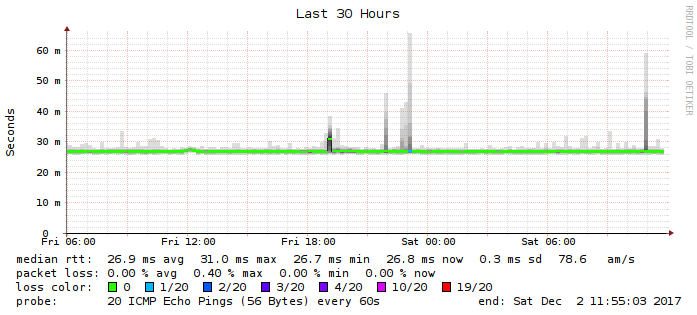 Last 30 Hours
RRDTOOL / TOBI OETIKER
Seconds
60 m
50 m
40 m
30 m
20 m
10 m
0
Fri 06:00 Fri 12:00 Fri 18:00 Sat 00:00 Sat 06:00
median rtt: 26.9 ms avg 31.0 ms max 26.7 ms min 26.8 ms now 0.3 ms sd 78.6 am/s
packet loss: 0.00 % avg 0.40 % max 0.00 % min 0.00 % now
loss color: 0 1/20 2/20 3/20 4/20 10/20 19/20
probe: 20 ICMP Echo Pings (56 Bytes) every 60s end: Sat Dec 2 11:55:03 2017